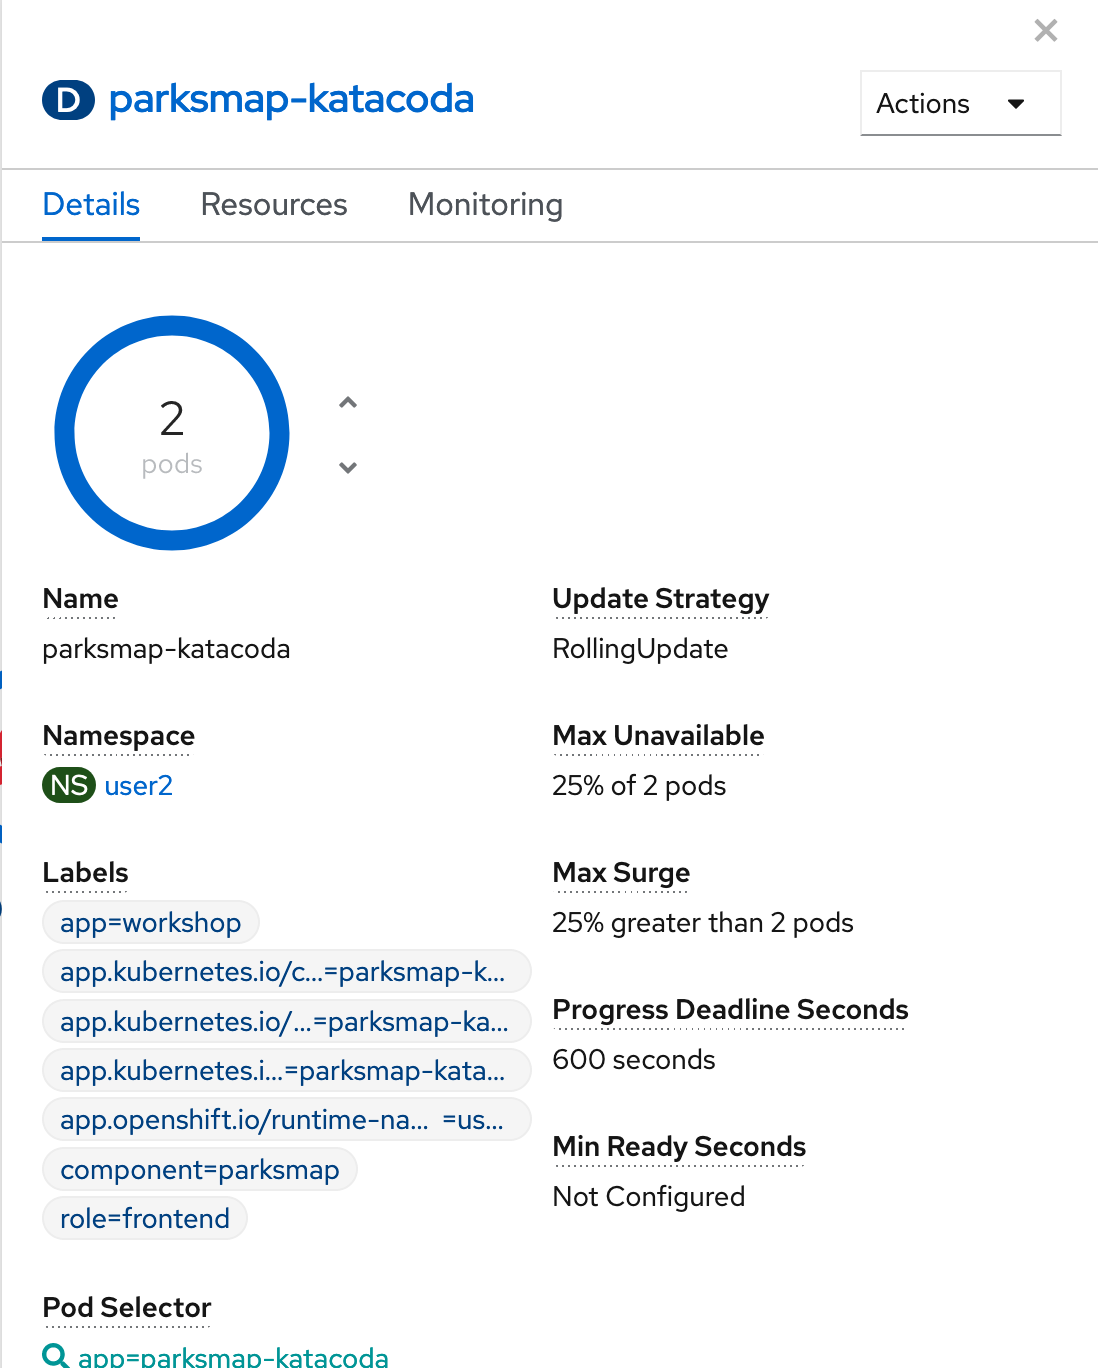 D parksmap-katacoda
Actions
Details Resources Monitoring
2
pods
Name
parksmap-katacoda
Namespace
NS user2
Labels
app=workshop
app.kubernetes.io/c...=parksmap-k...
app.kubernetes.io/...=parksmap-ka...
app.kubernetes.i...=parksmap-kata...
app.openshift.io/runtime-na... =us...
component=parksmap
role=frontend
Pod Selector
app=parksmap-katacoda
Update Strategy
RollingUpdate
Max Unavailable
25% of 2 pods
Max Surge
25% greater than 2 pods
Progress Deadline Seconds
600 seconds
Min Ready Seconds
Not Configured